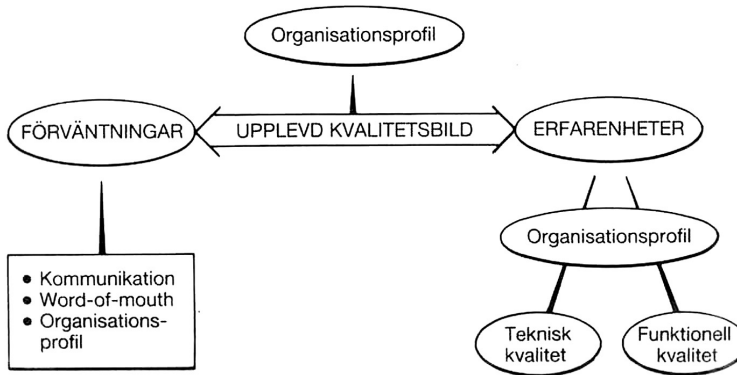 Organisationsprofil
FÖRVÄNTNINGAR
UPPLEVD KVALITETSBILD
ERFARENHETER
• Kommunikation
• Word-of-mouth
• Organisations-
profil
Organisationsprofil
Teknisk
kvalitet
Funktionell
kvalitet